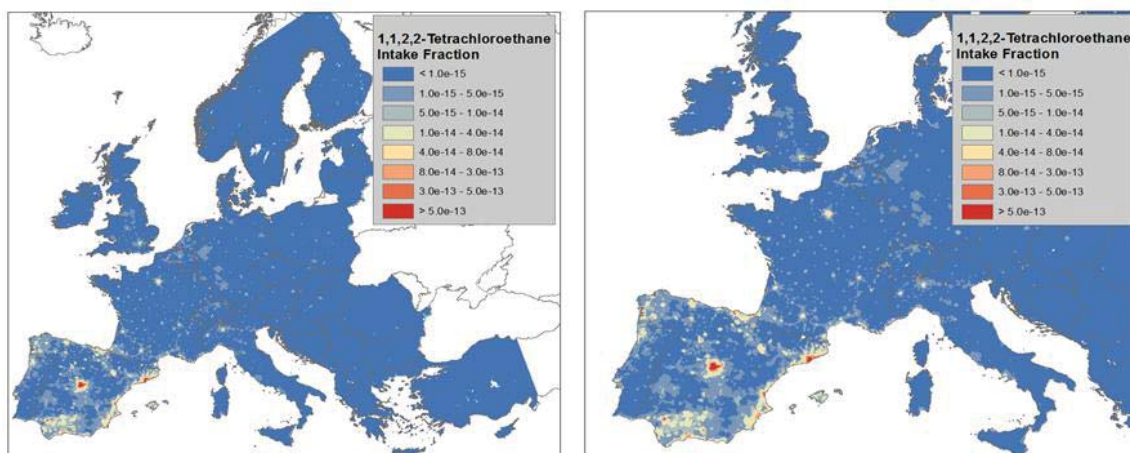 1,1,2,2-Tetrachloroethane
Intake Fraction
< 1.0e-15
1.0e-15 - 5.0e-15
5.0e-15 - 1.0e-14
1.0e-14 - 4.0e-14
4.0e-14 - 8.0e-14
8.0e-14 - 3.0e-13
3.0e-13 - 5.0e-13
> 5.0e-13
1,1,2,2-Tetrachloroethane
Intake Fraction
< 1.0e-15
1.0e-15 - 5.0e-15
5.0e-15 - 1.0e-14
1.0e-14 - 4.0e-14
4.0e-14 - 8.0e-14
8.0e-14 - 3.0e-13
3.0e-13 - 5.0e-13
> 5.0e-13